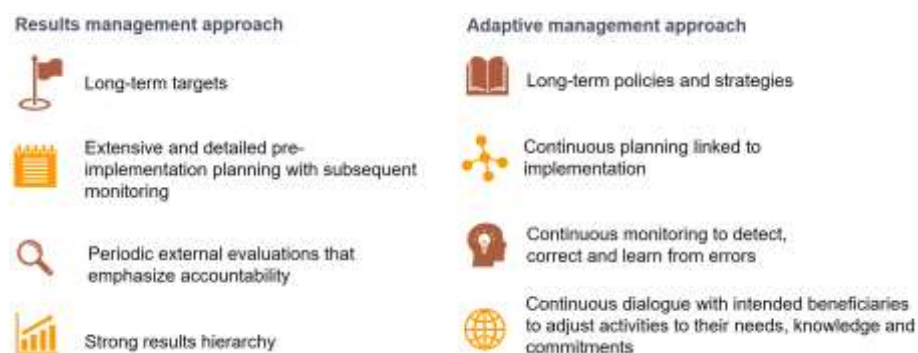 Results management approach
Long-term targets
Extensive and detailed pre-
implementation planning with subsequent
monitoring
Periodic external evaluations that
emphasize accountability
Strong results hierarchy
Adaptive management approach
Long-term policies and strategies
Continuous planning linked to
implementation
Continuous monitoring to detect,
correct and learn from errors
Continuous dialogue with intended beneficiaries
to adjust activities to their needs, knowledge and
commitments